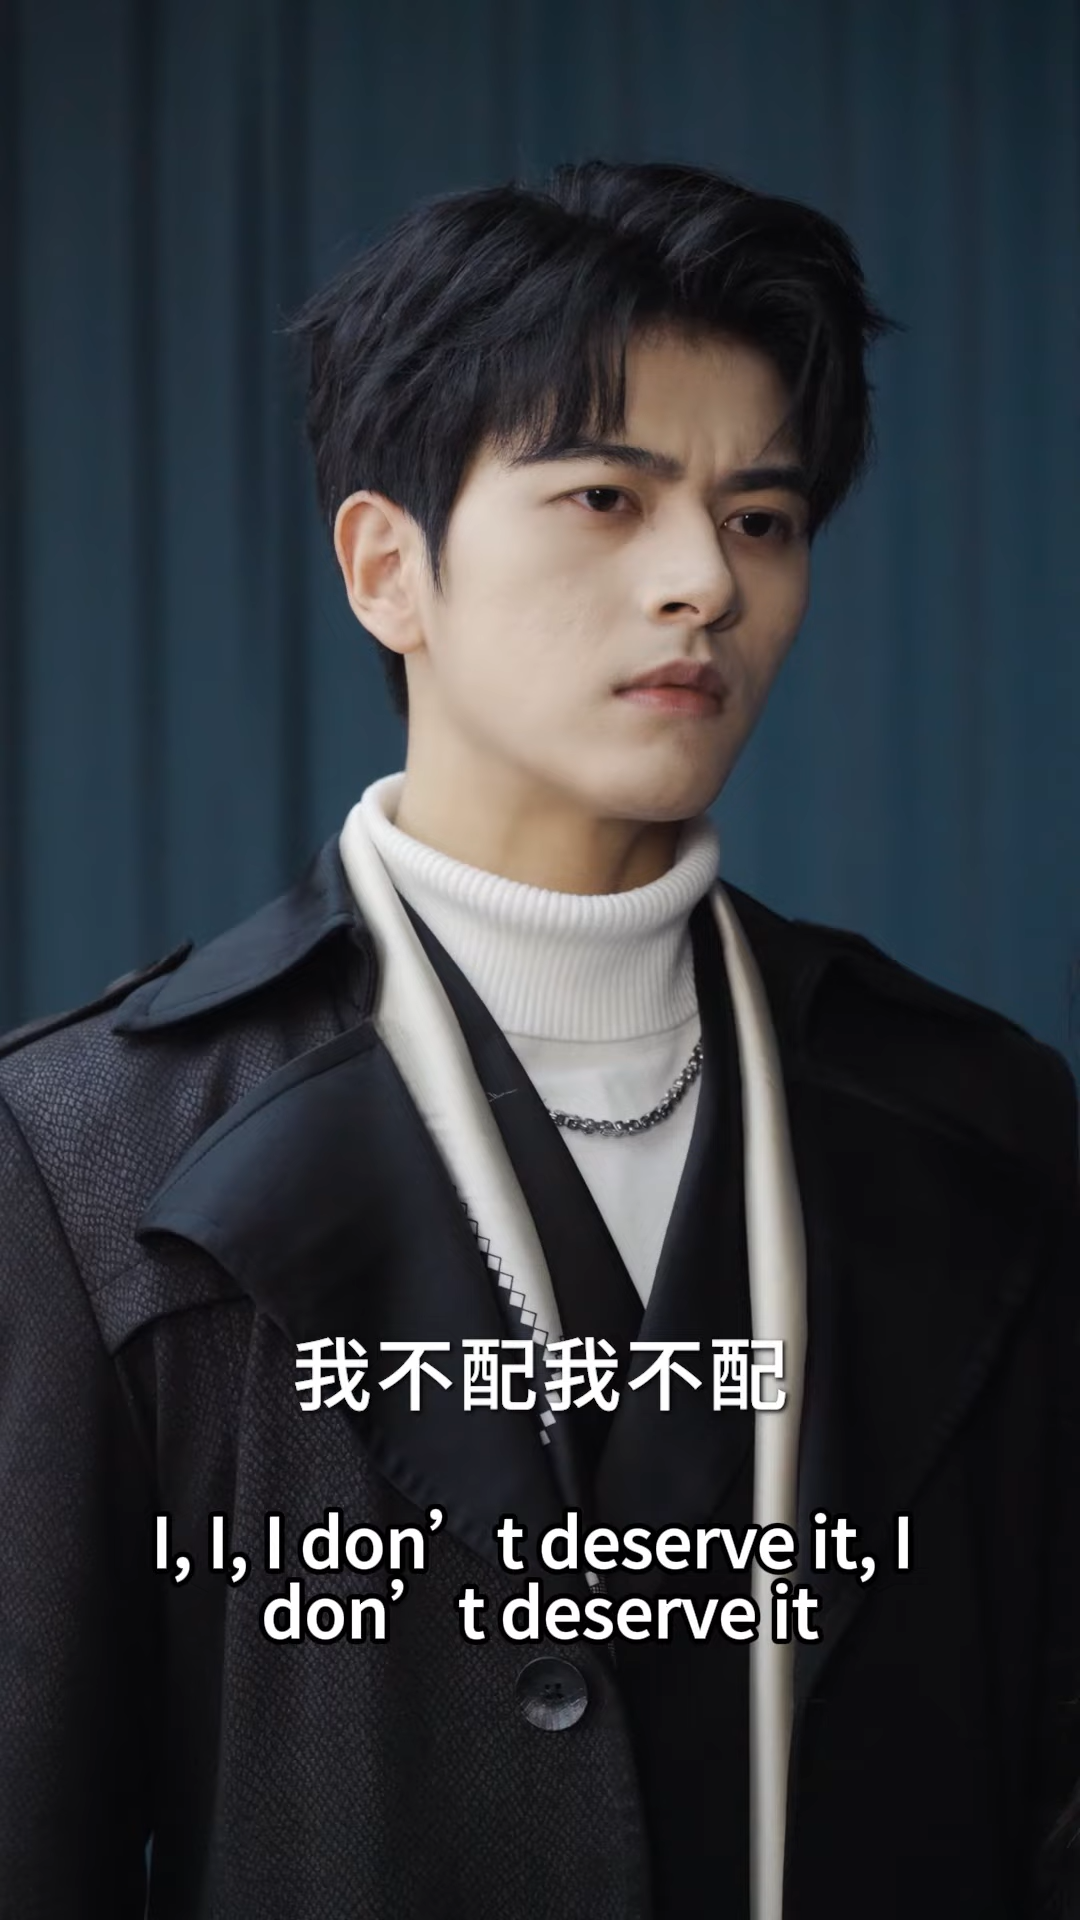 我不配我不配
I, I, I don’t deserve it, I
don’t deserve it